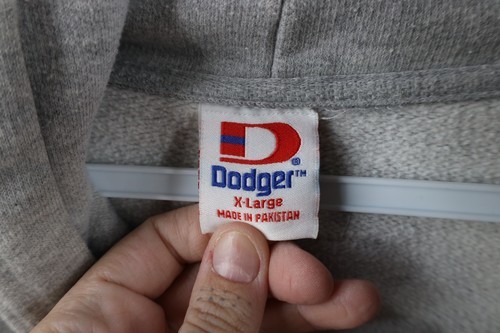 D®
Dodger™
X-Large
MADE IN PAKISTAN